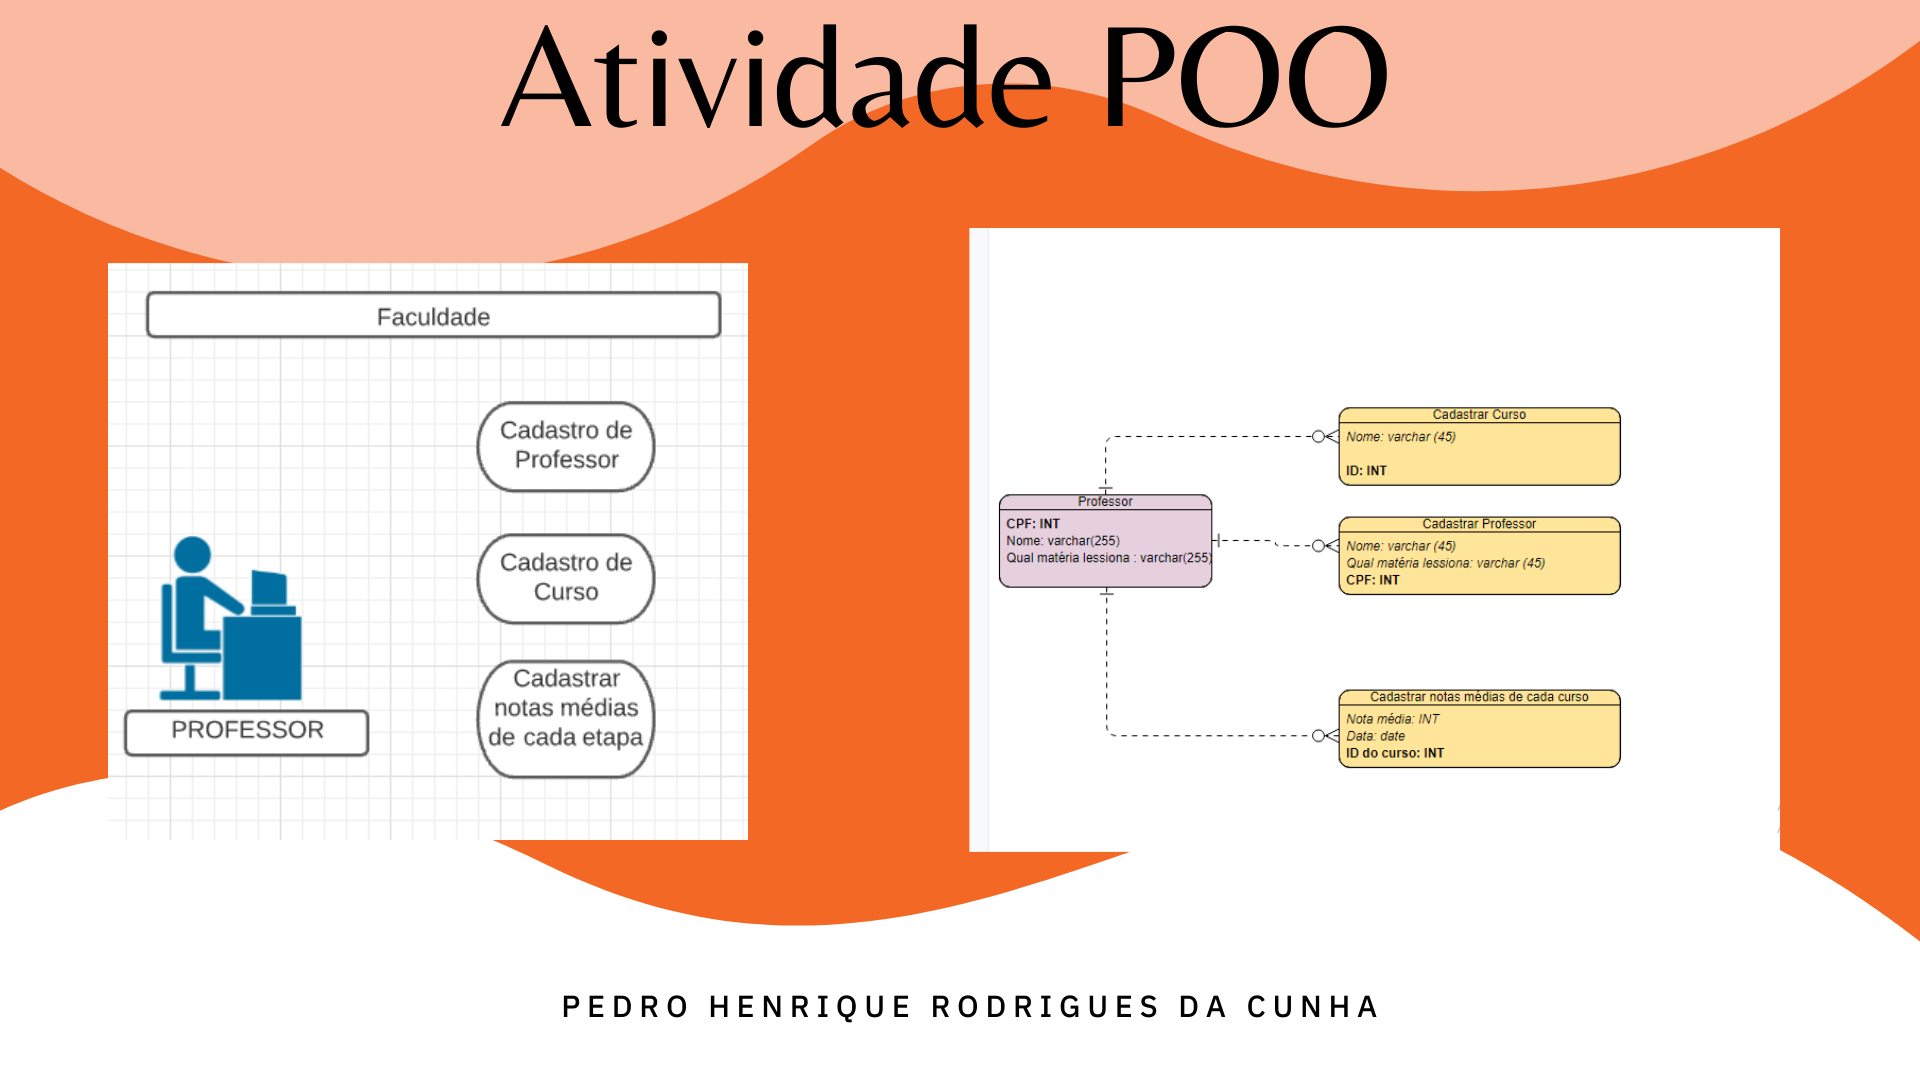 Atividade POO
Faculdade
Cadastro de
Professor
Cadastro de
Curso
Cadastrar
notas médias
de cada etapa
PROFESSOR
Cadastrar Curso
Nome: varchar (45)
ID: INT
Professor
CPF: INT
Nome: varchar(255)
Qual matéria lessiona : varchar(255)
Cadastrar Professor
Nome: varchar (45)
Qual matéria lessiona: varchar (45)
CPF: INT
Cadastrar notas médias de cada curso
Nota média: INT
Data: date
ID do curso: INT
PEDRO HENRIQUE RODRIGUES DA CUNHA